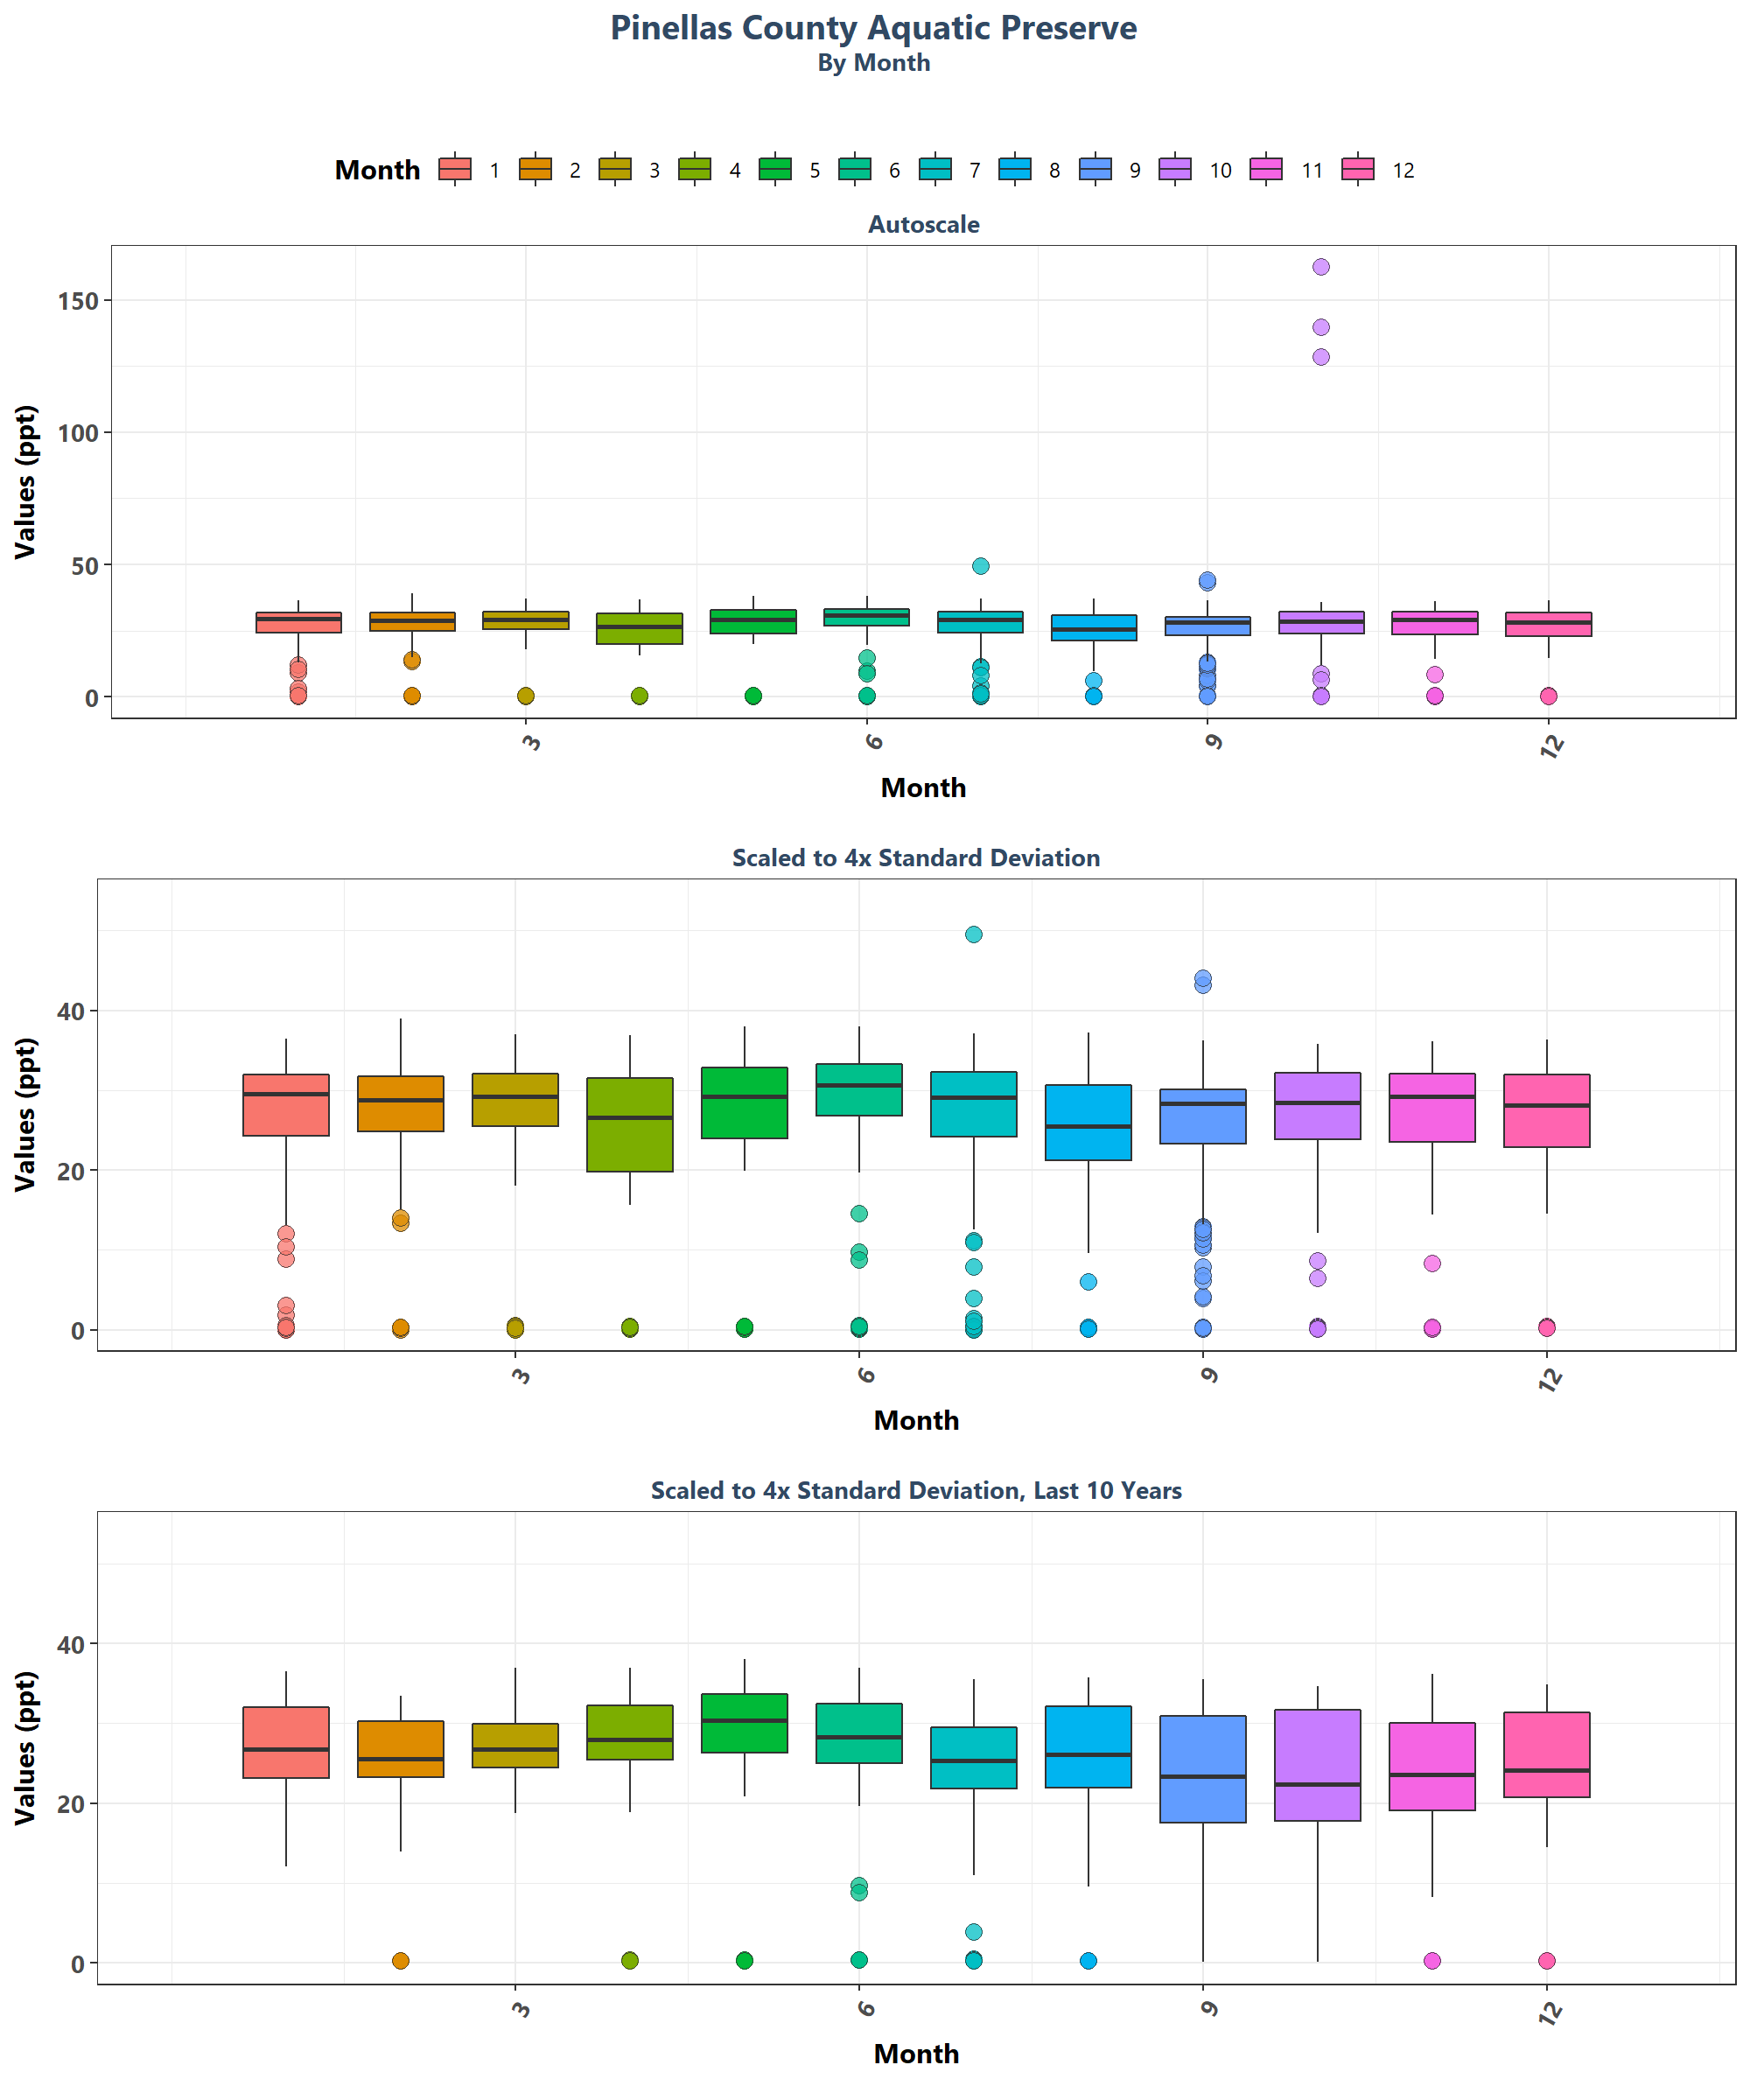 Pinellas County Aquatic Preserve
By Month
Month 1 2 3 4 5 6 7 8 9 10 11 12
Autoscale
Values (ppt)
150
100
50
0
3 6 9 12
Month
Scaled to 4x Standard Deviation
Values (ppt)
40
20
0
3 6 9 12
Month
Scaled to 4x Standard Deviation, Last 10 Years
Values (ppt)
40
20
0
3 6 9 12
Month